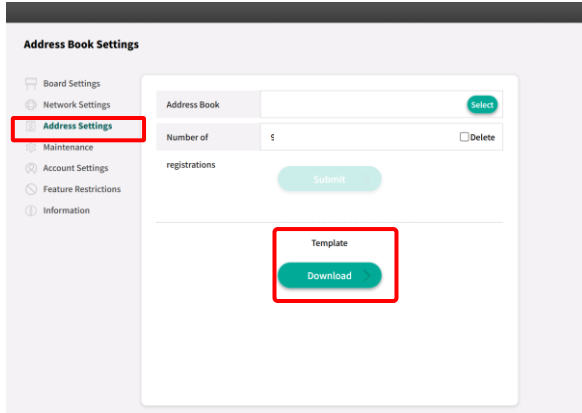 Address Book Settings
Board Settings
Network Settings
Address Settings
Maintenance
Account Settings
Feature Restrictions
Information
Address Book
Select
Number of
registrations
Delete
Submit
Template
Download